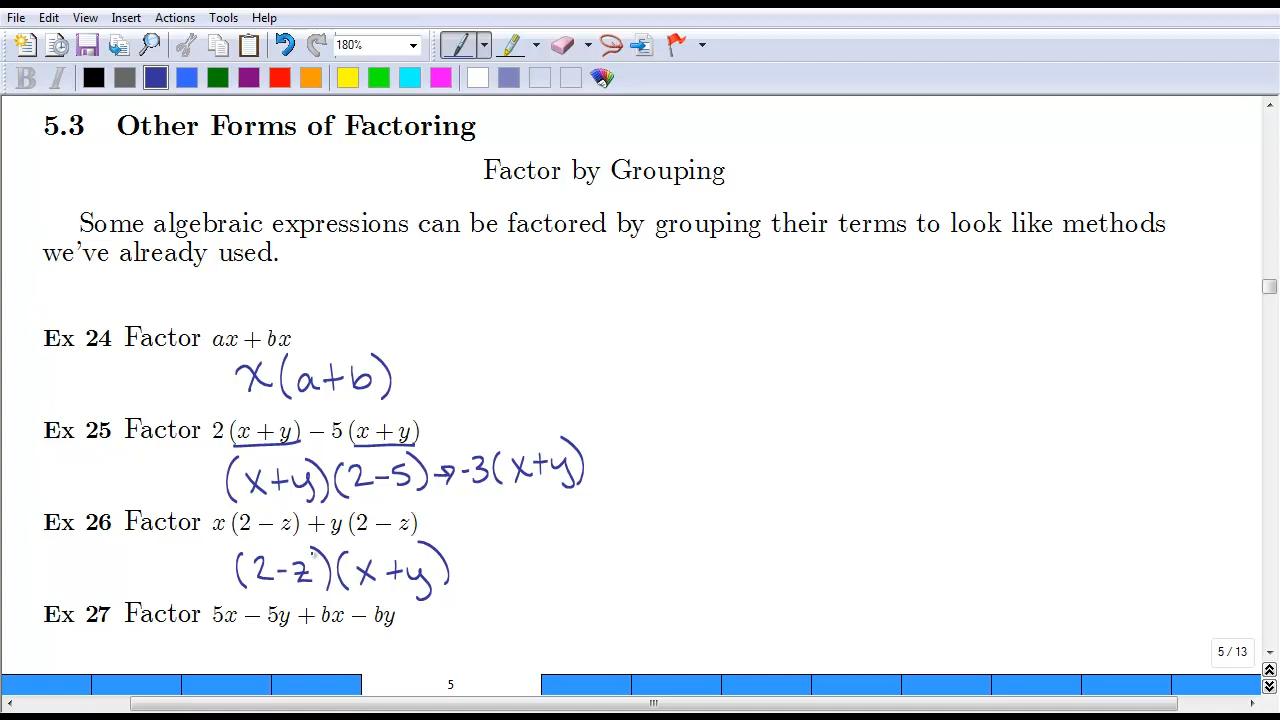 File Edit View Insert Actions Tools Help
180%
B I
5.3 Other Forms of Factoring
Factor by Grouping
Some algebraic expressions can be factored by grouping their terms to look like methods
we've already used.
Ex 24 Factor ax + bx
x(a+b)
Ex 25 Factor 2 (x + y) − 5 (x + y)
(x+y)(2−5) → -3(x+y)
Ex 26 Factor x (2 − z) + y (2 − z)
(2−z)(x+y)
Ex 27 Factor 5x − 5y + bx − by
5 / 13
5